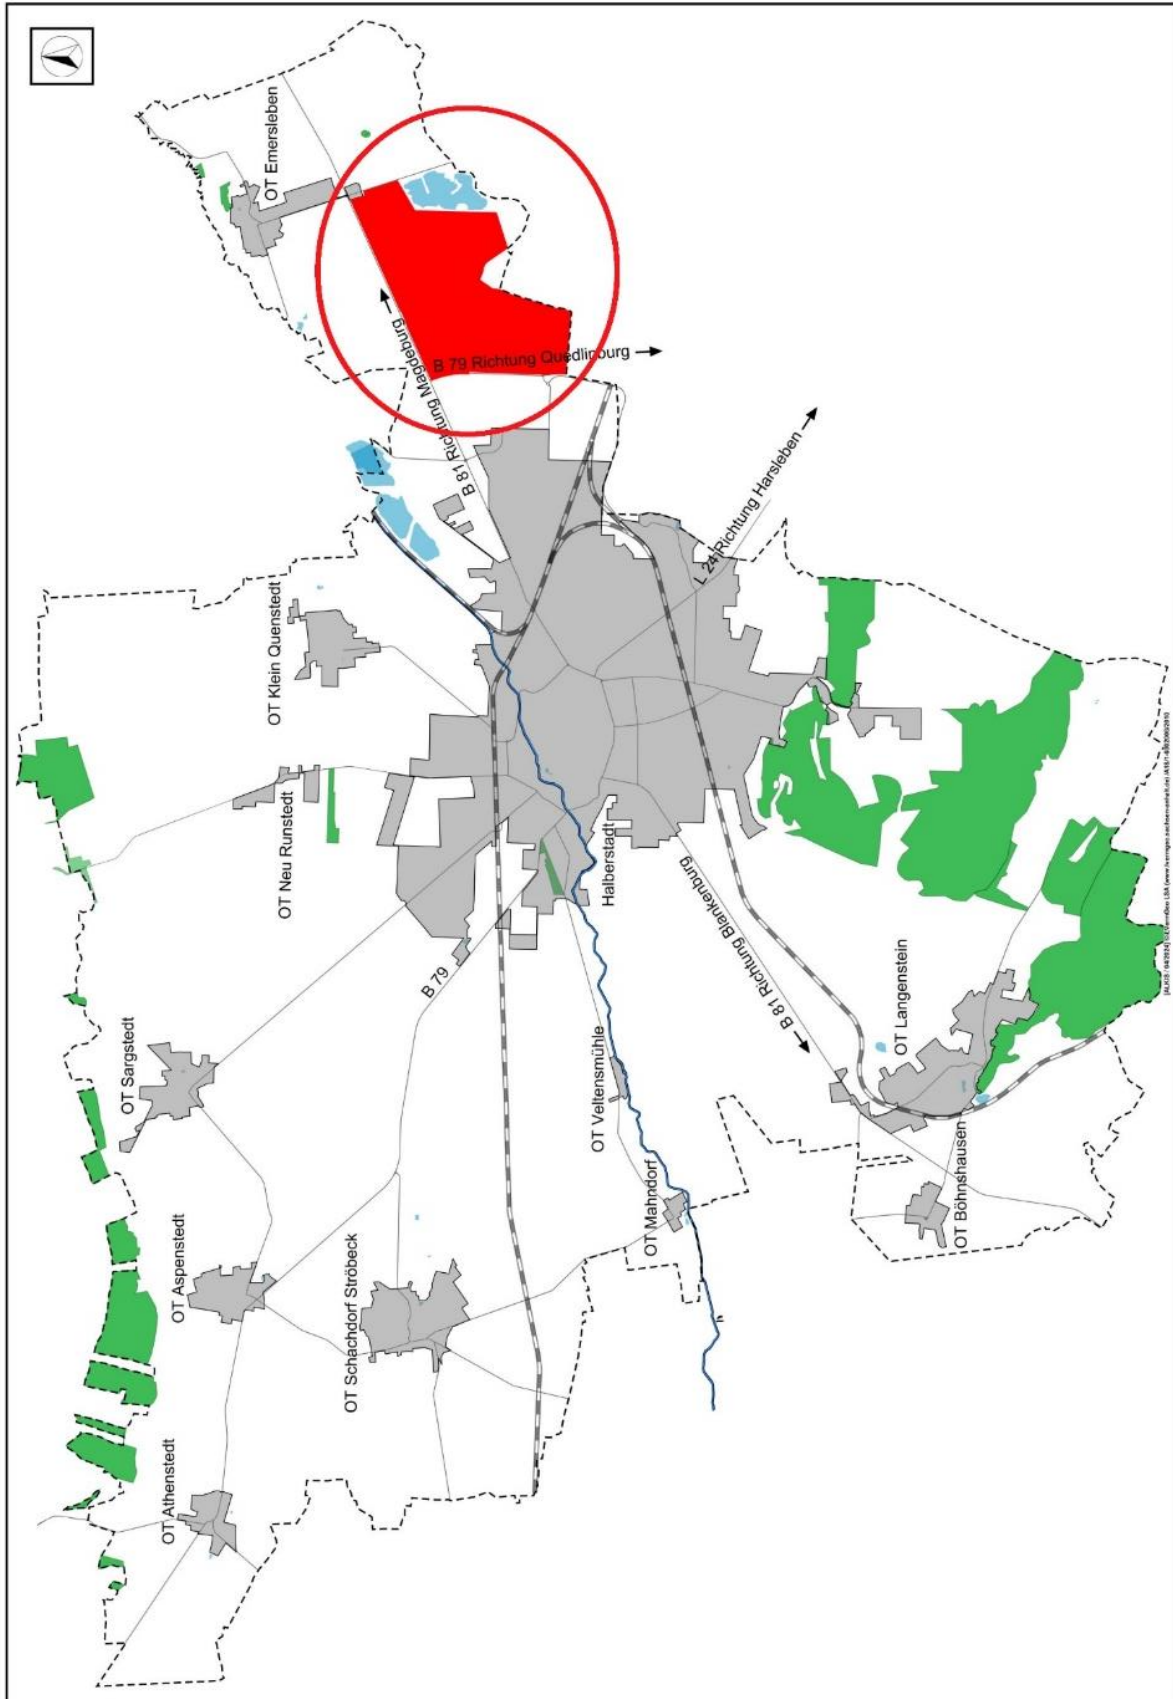 OT Emersleben
B 81 Richtung Magdeburg
B 79 Richtung Quedlinburg
L 24 Richtung Harsleben
OT Klein Quenstedt
OT Neu Runstedt
Halberstadt
B 79
B 81 Richtung Blankenburg
OT Langenstein
OT Sargstedt
OT Veltensmühle
OT Mahndorf
OT Böhnshausen
OT Aspenstedt
OT Schachdorf Ströbeck
OT Athenstedt